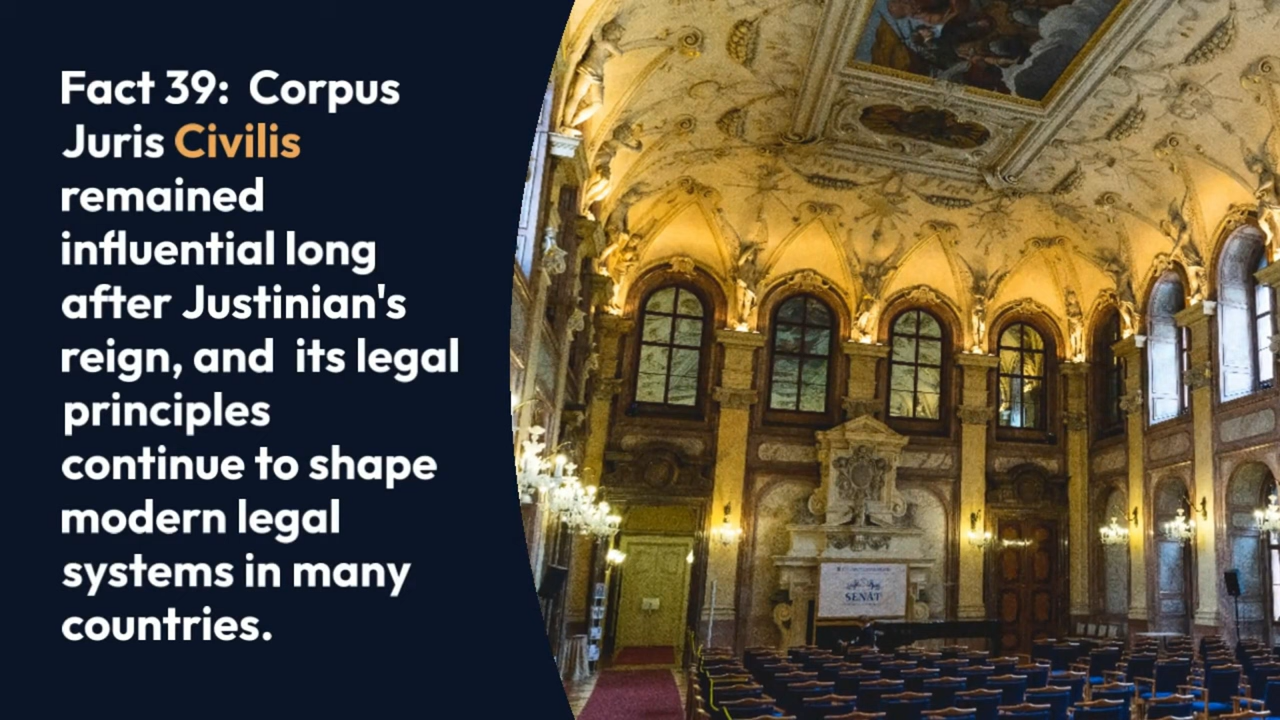 Fact 39:  Corpus
Juris Civilis
remained
influential long
after Justinian's
reign, and  its legal
principles
continue to shape
modern legal
systems in many
countries.
SENÁT